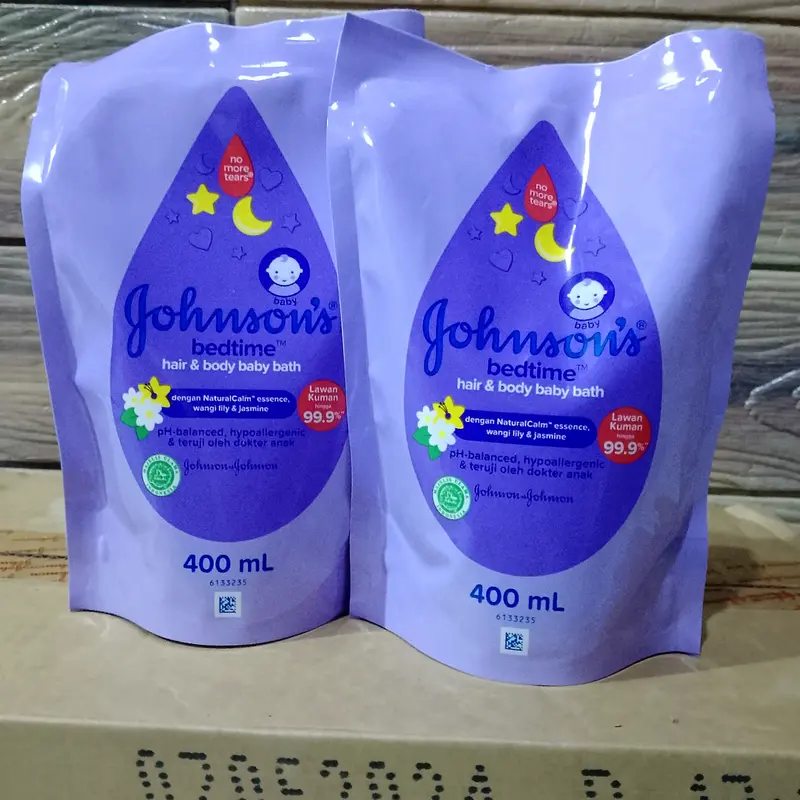 no
more
tears®
baby
Johnson's®
bedtime™
hair & body baby bath
dengan NaturalCalm™ essence,
wangi lily & jasmine
Lawan
Kuman
hingga
99.9%
pH-balanced, hypoallergenic
& teruji oleh dokter anak
Johnson & Johnson
400 mL
6133235
no
more
tears®
baby
Johnson's®
bedtime™
hair & body baby bath
dengan NaturalCalm™ essence,
wangi lily & jasmine
Lawan
Kuman
hingga
99.9%
pH-balanced, hypoallergenic
& teruji oleh dokter anak
Johnson & Johnson
400 mL
6133235